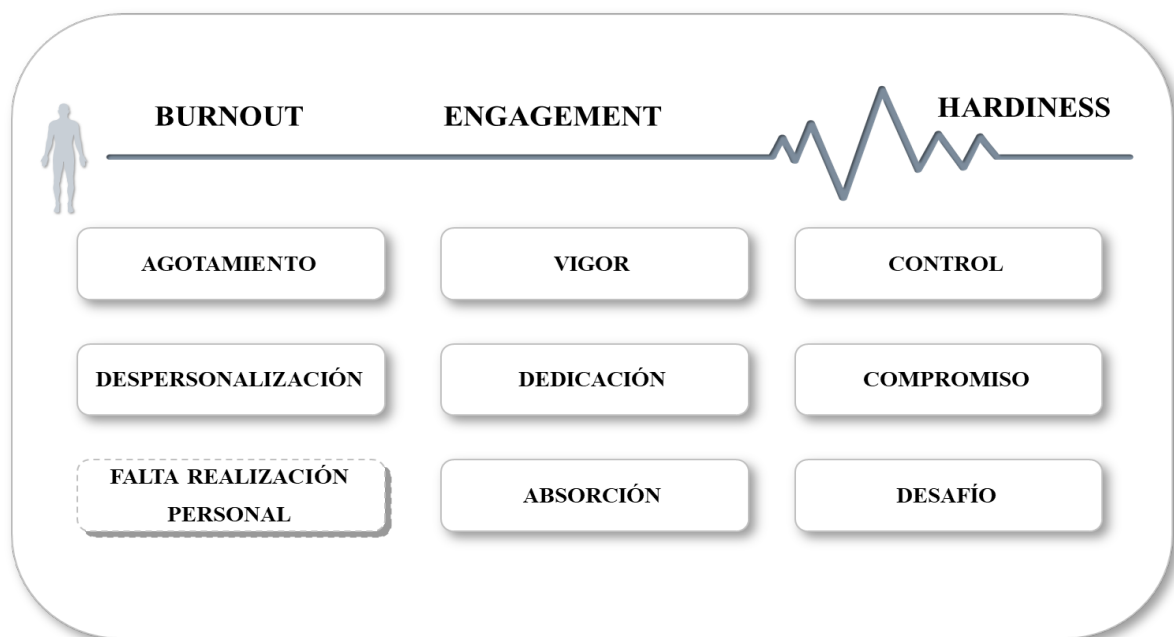 BURNOUT
ENGAGEMENT
HARDINESS
AGOTAMIENTO
VIGOR
CONTROL
DESPERSONALIZACIÓN
DEDICACIÓN
COMPROMISO
FALTA REALIZACIÓN
PERSONAL
ABSORCIÓN
DESAFÍO